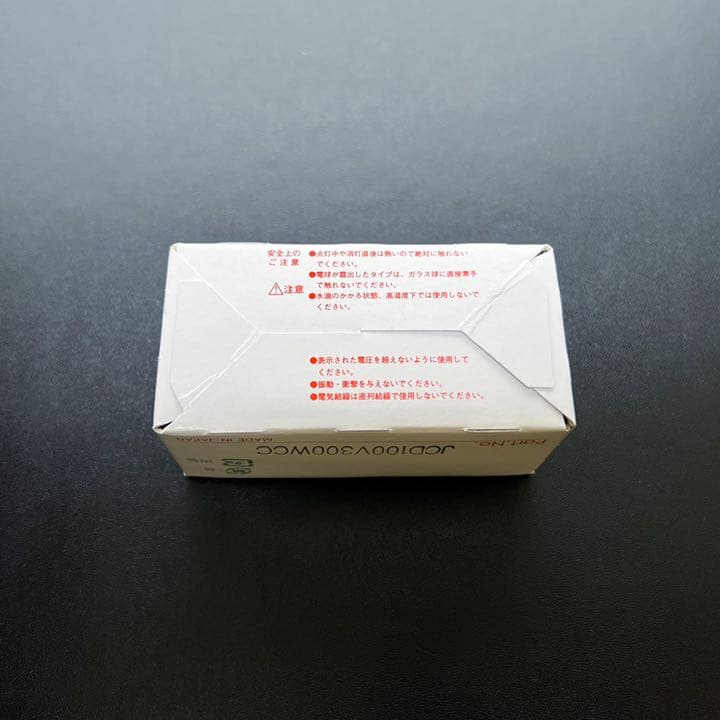 安全上の
ご注意
●点灯中や消灯直後は熱いので絶対に触れない
でください。
●電球が露出したタイプは、ガラス球に直接素手
で触れないでください。
⚠注意
●水滴のかかる状態、高湿度下では使用しないで
ください。
●表示された電圧を超えないように使用して
ください。
●振動・衝撃を与えないでください。
●電気結線は直列結線で使用しないでください。
Part.No.
MADE IN JAPAN
JCD100V300WCC